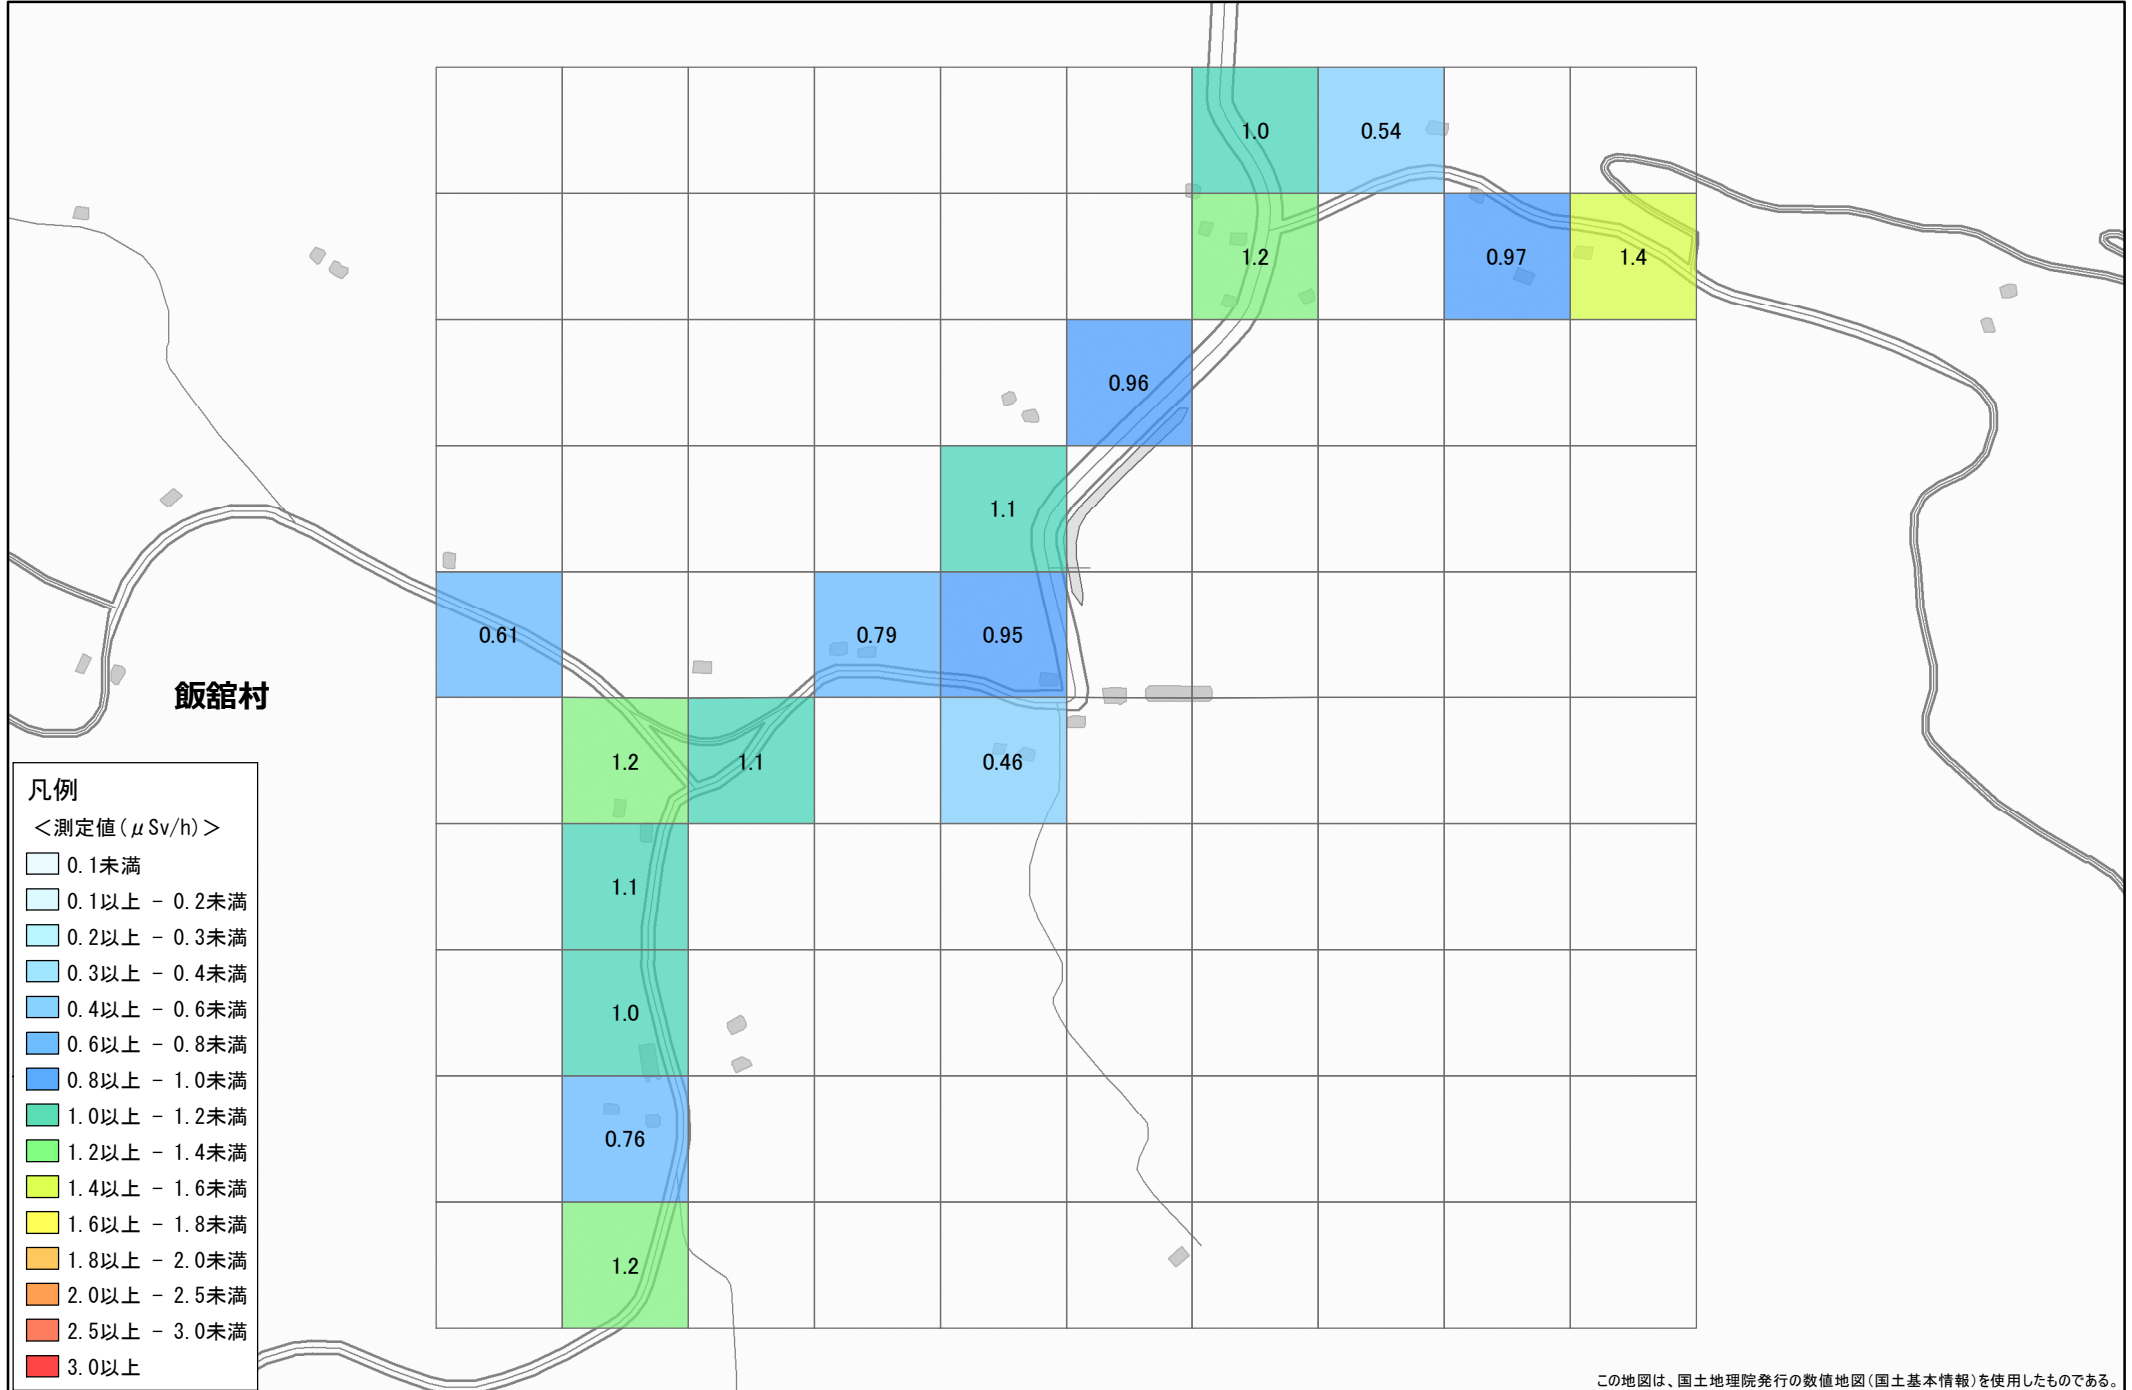 1.0 0.54
1.2 0.97 1.4
0.96
1.1
0.61 0.79 0.95
飯舘村
1.2 1.1 0.46
1.1
1.0
0.76
1.2
凡例
＜測定値(μSv/h)＞
0.1未満
0.1以上 － 0.2未満
0.2以上 － 0.3未満
0.3以上 － 0.4未満
0.4以上 － 0.6未満
0.6以上 － 0.8未満
0.8以上 － 1.0未満
1.0以上 － 1.2未満
1.2以上 － 1.4未満
1.4以上 － 1.6未満
1.6以上 － 1.8未満
1.8以上 － 2.0未満
2.0以上 － 2.5未満
2.5以上 － 3.0未満
3.0以上
この地図は、国土地理院発行の数値地図(国土基本情報)を使用したものである。